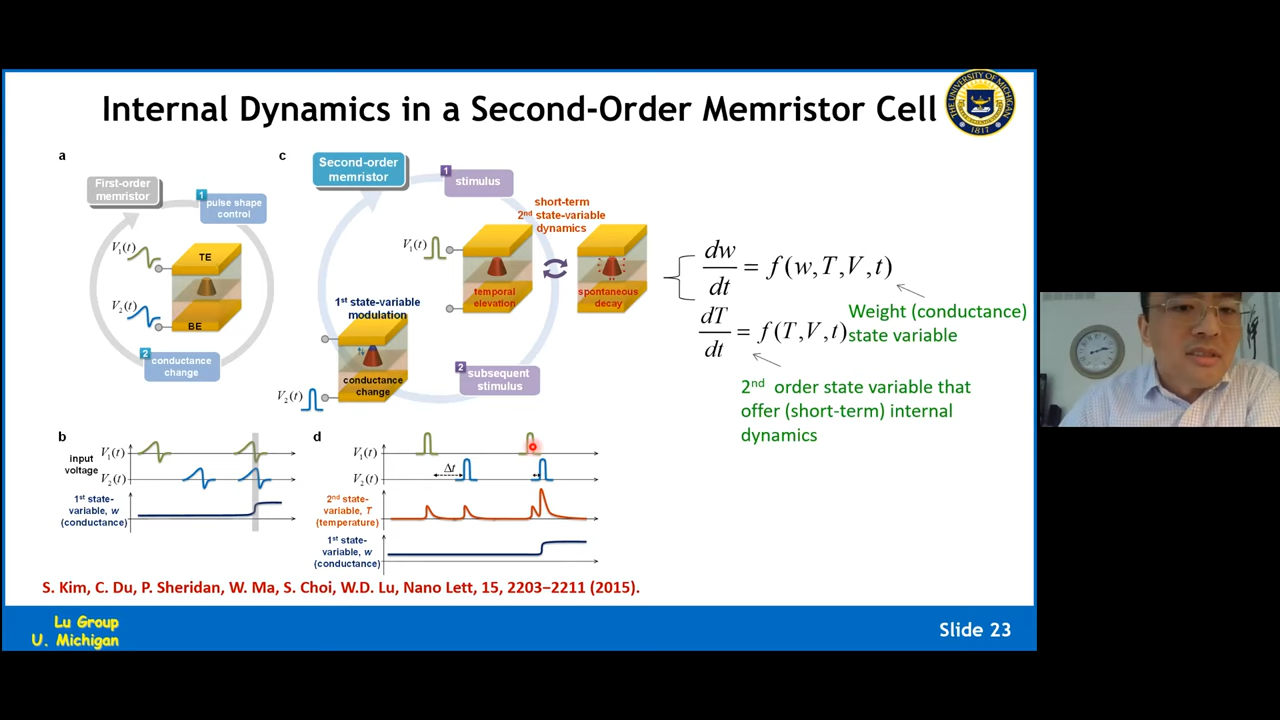 Internal Dynamics in a Second-Order Memristor Cell
THE UNIVERSITY OF MICHIGAN
1817
a
First-order
memristor
1
pulse shape
control
V1(t)
TE
V2(t)
BE
2
conductance
change
c
Second-order
memristor
1
stimulus
short-term
2nd state-variable
dynamics
V1(t)
temporal
elevation
spontaneous
decay
1st state-variable
modulation
conductance
change
V2(t)
2
subsequent
stimulus
dw/dt = f(w,T,V,t)
Weight (conductance)
state variable
dT/dt = f(T,V,t)
2nd order state variable that
offer (short-term) internal
dynamics
b
input
voltage
V1(t)
V2(t)
1st state-
variable, w
(conductance)
d
V1(t)
Δt
V2(t)
2nd state-
variable, T
(temperature)
1st state-
variable, w
(conductance)
S. Kim, C. Du, P. Sheridan, W. Ma, S. Choi, W.D. Lu, Nano Lett, 15, 2203−2211 (2015).
Lu Group
U. Michigan
Slide 23